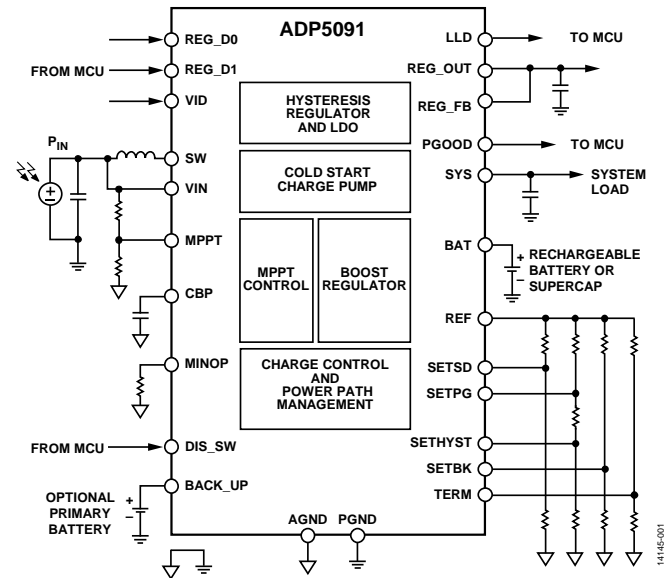 ADP5091
REG_D0
FROM MCU
REG_D1
VID
PIN
SW
VIN
MPPT
CBP
MINOP
FROM MCU
DIS_SW
BACK_UP
OPTIONAL
PRIMARY
BATTERY
+
–
HYSTERESIS
REGULATOR
AND LDO
COLD START
CHARGE PUMP
MPPT
CONTROL
BOOST
REGULATOR
CHARGE CONTROL
AND
POWER PATH
MANAGEMENT
AGND
PGND
LLD
TO MCU
REG_OUT
REG_FB
PGOOD
TO MCU
SYS
SYSTEM
LOAD
BAT
+
–
RECHARGEABLE
BATTERY OR
SUPERCAP
REF
SETSD
SETPG
SETHYST
SETBK
TERM
14145-001